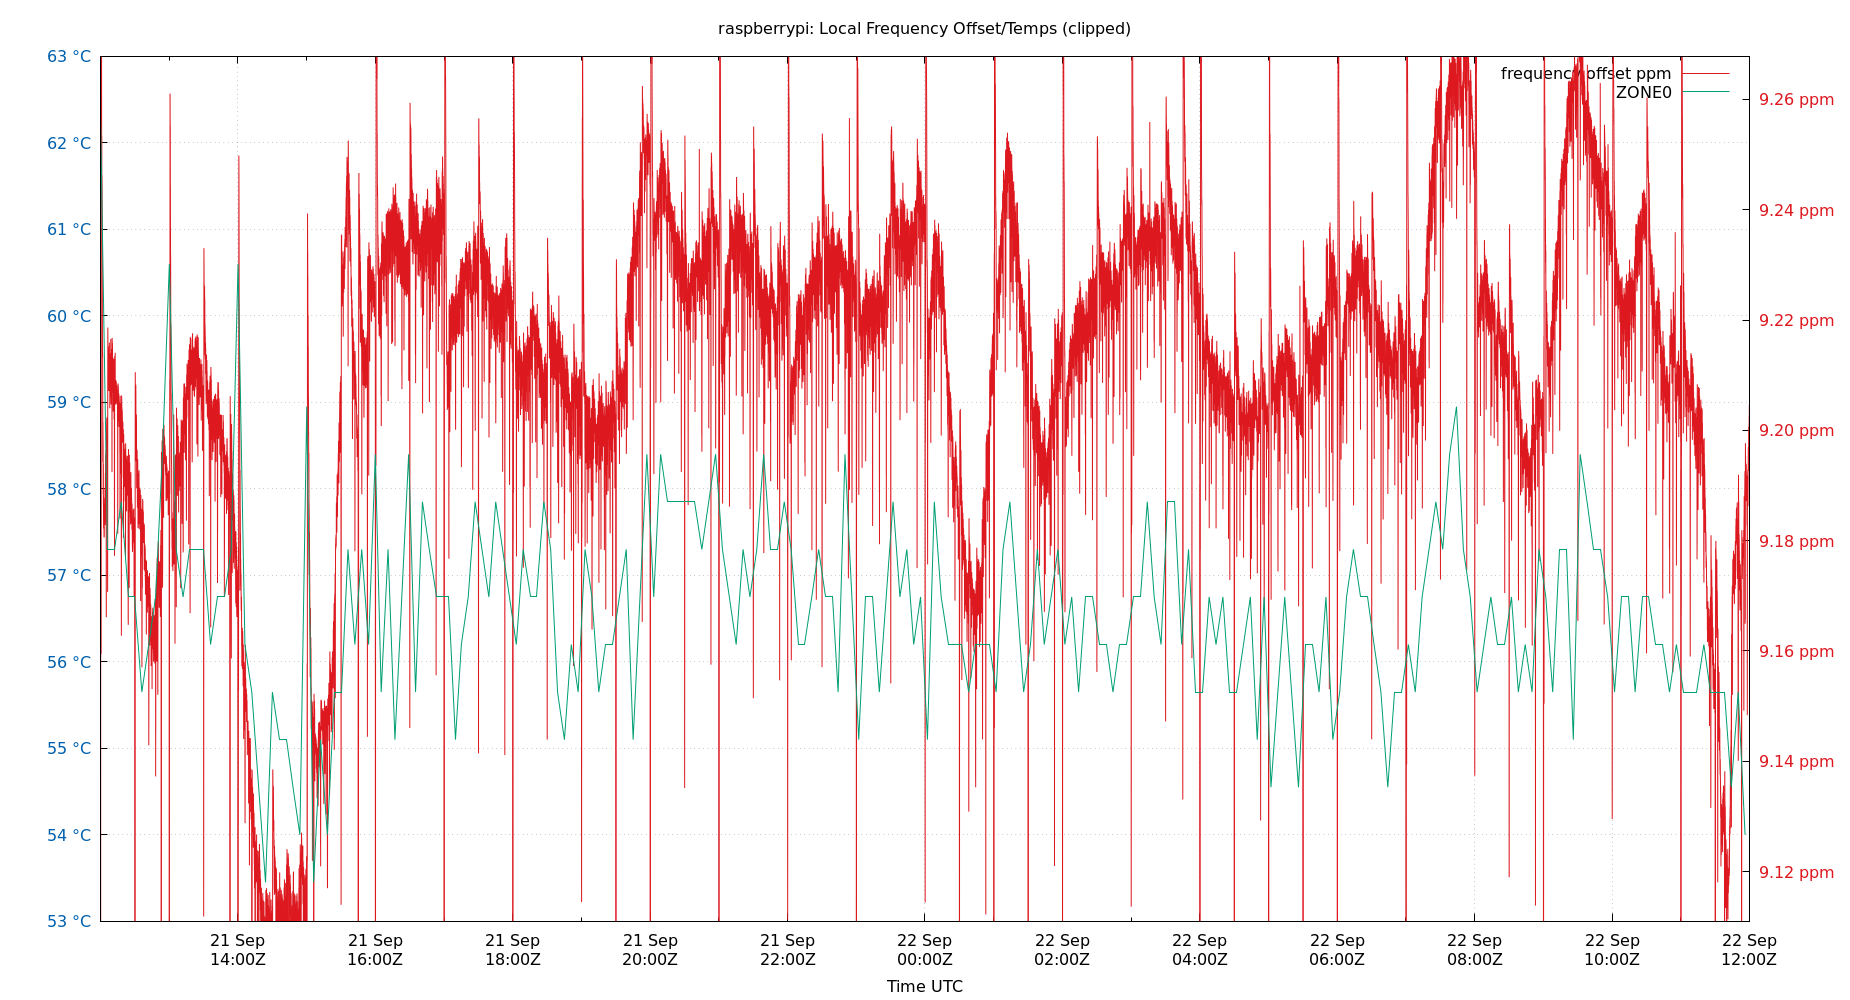 raspberrypi: Local Frequency Offset/Temps (clipped)
63 °C
62 °C
61 °C
60 °C
59 °C
58 °C
57 °C
56 °C
55 °C
54 °C
53 °C
frequency offset ppm
ZONE0
9.26 ppm
9.24 ppm
9.22 ppm
9.20 ppm
9.18 ppm
9.16 ppm
9.14 ppm
9.12 ppm
21 Sep 21 Sep 21 Sep 21 Sep 21 Sep 22 Sep 22 Sep 22 Sep 22 Sep 22 Sep 22 Sep 22 Sep
14:00Z 16:00Z 18:00Z 20:00Z 22:00Z 00:00Z 02:00Z 04:00Z 06:00Z 08:00Z 10:00Z 12:00Z
Time UTC